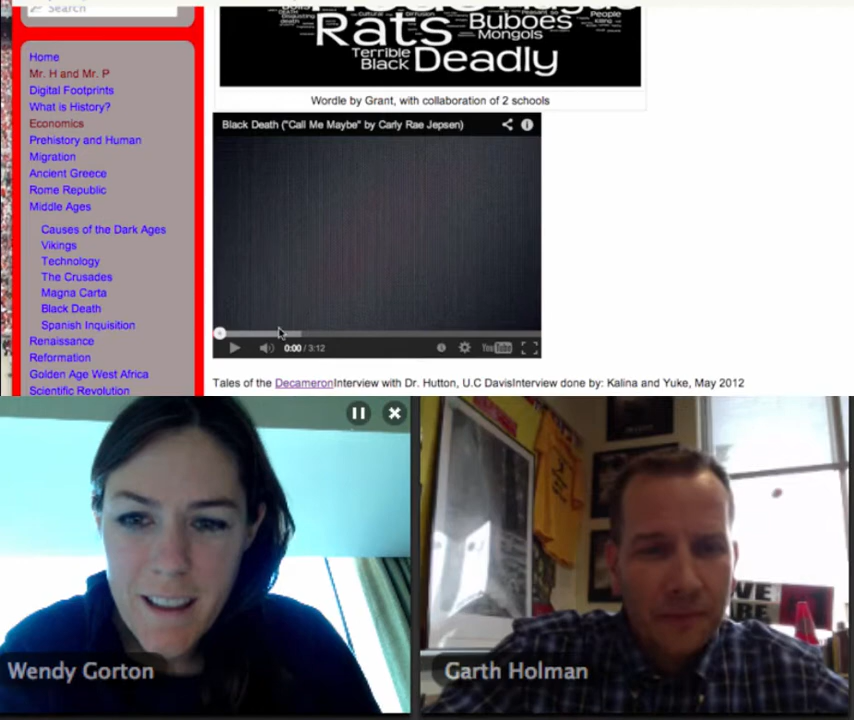 Search
Home
Mr. H and Mr. P
Digital Footprints
What is History?
Economics
Prehistory and Human
Migration
Ancient Greece
Rome Republic
Middle Ages
Causes of the Dark Ages
Vikings
Technology
The Crusades
Magna Carta
Black Death
Spanish Inquisition
Renaissance
Reformation
Golden Age West Africa
Scientific Revolution
Rats
Buboes
Mongols
People
Disgusting
death
Terrible
Black
Deadly
Wordle by Grant, with collaboration of 2 schools
Black Death ("Call Me Maybe" by Carly Rae Jepsen)
0:00 / 3:12
YouTube
Tales of the DecameronInterview with Dr. Hutton, U.C DavisInterview done by: Kalina and Yuke, May 2012
WE
ARE
Wendy Gorton
Garth Holman